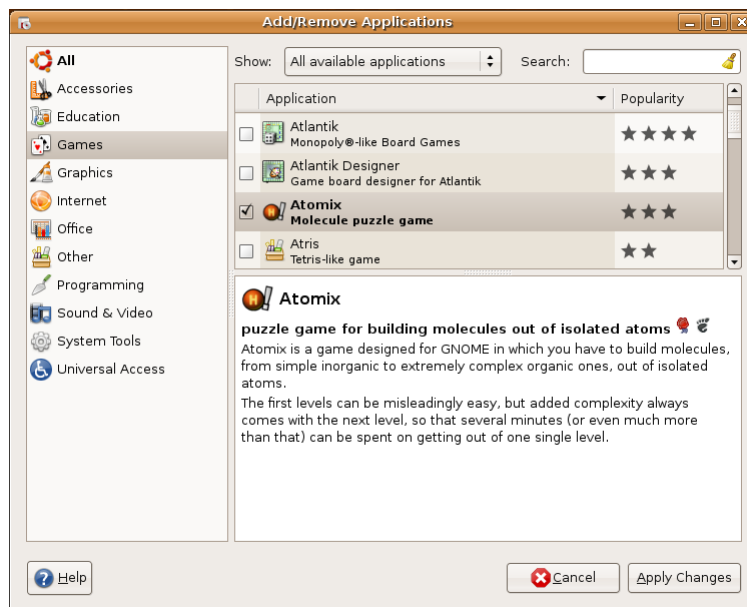 Add/Remove Applications
All
Accessories
Education
Games
Graphics
Internet
Office
Other
Programming
Sound & Video
System Tools
Universal Access
Show: All available applications Search:
Application Popularity
Atlantik
Monopoly®-like Board Games
Atlantik Designer
Game board designer for Atlantik
Atomix
Molecule puzzle game
Atris
Tetris-like game
Atomix
puzzle game for building molecules out of isolated atoms
Atomix is a game designed for GNOME in which you have to build molecules,
from simple inorganic to extremely complex organic ones, out of isolated
atoms.
The first levels can be misleadingly easy, but added complexity always
comes with the next level, so that several minutes (or even much more
than that) can be spent on getting out of one single level.
Help Cancel Apply Changes